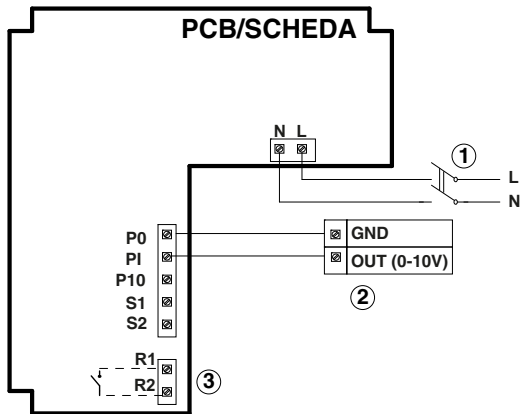 PCB/SCHEDA
N L
1
L
N
P0
GND
PI
OUT (0-10V)
P10
2
S1
S2
R1
R2
3